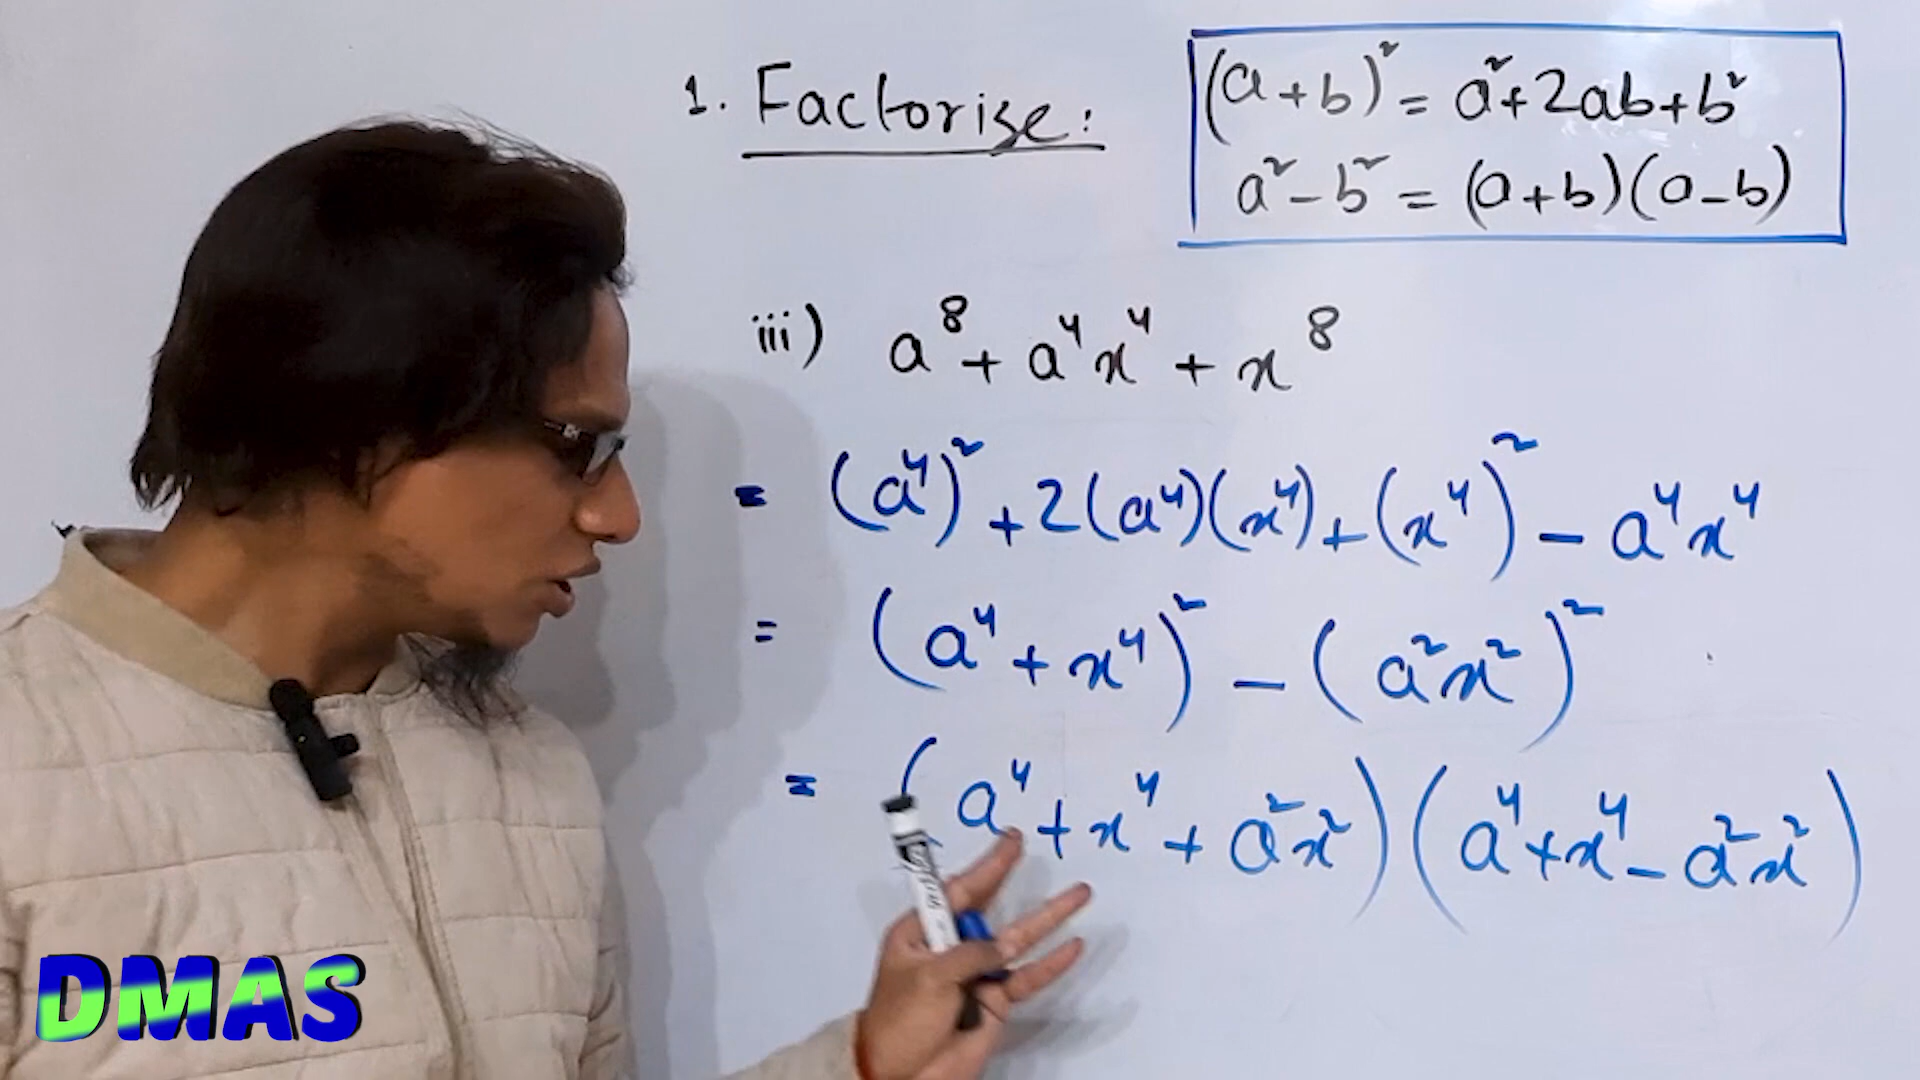 1. Factorise:
(a+b)² = a²+2ab+b²
a²-b² = (a+b)(a-b)
iii) a⁸ + a⁴x⁴ + x⁸
= (a⁴)² + 2(a⁴)(x⁴) + (x⁴)² - a⁴x⁴
= (a⁴ + x⁴)² - (a²x²)²
= (a⁴ + x⁴ + a²x²)(a⁴ + x⁴ - a²x²)
DMAS